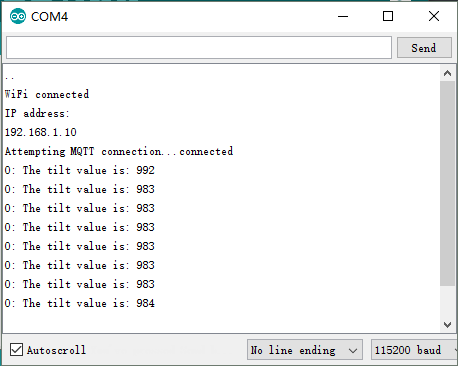 COM4
Send
..
WiFi connected
IP address:
192.168.1.10
Attempting MQTT connection...connected
0: The tilt value is: 992
0: The tilt value is: 983
0: The tilt value is: 983
0: The tilt value is: 983
0: The tilt value is: 983
0: The tilt value is: 983
0: The tilt value is: 983
0: The tilt value is: 984
Autoscroll No line ending 115200 baud